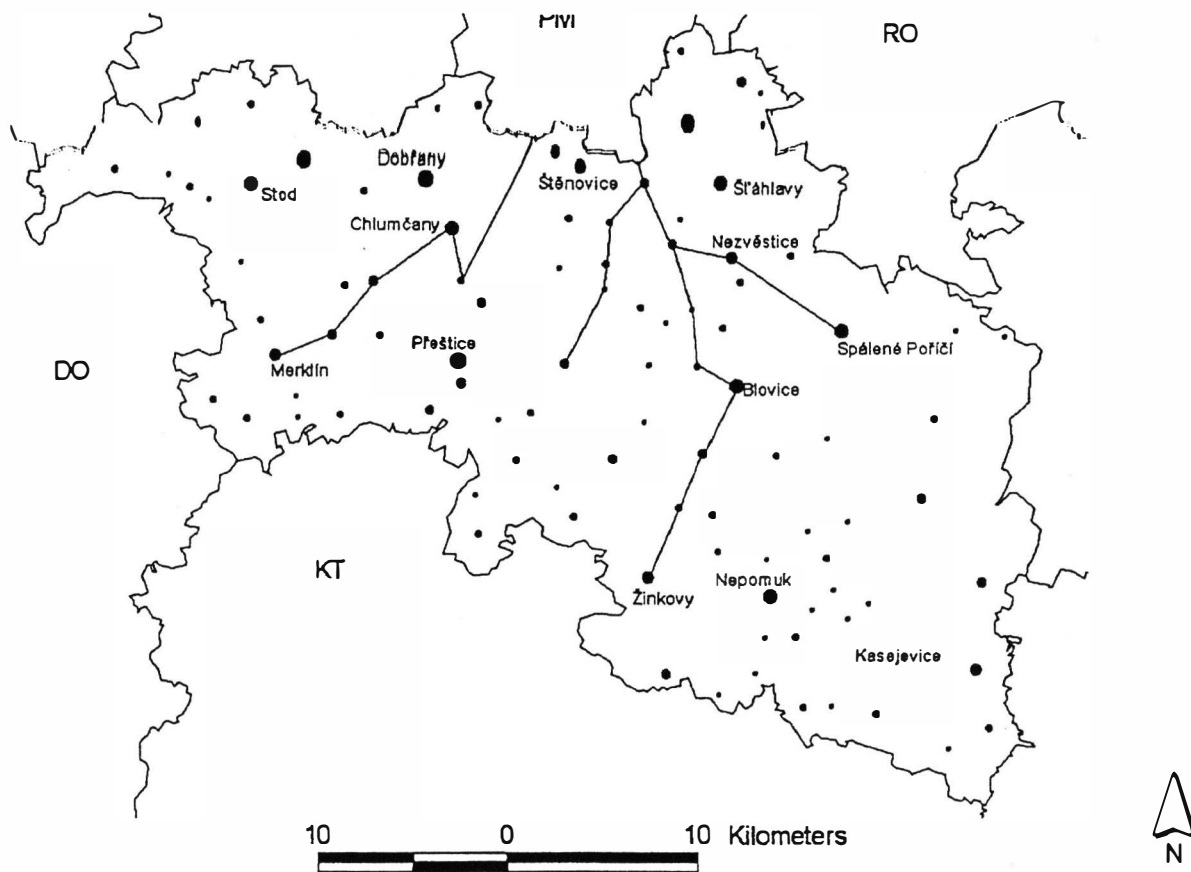 PM
RO
Dobřany
Štěnovice
Stod
Šťáhlavy
Chlumčany
Nezvěstice
Přeštice
Spálené Poříčí
DO
Merklín
Blovice
KT
Nepomuk
Žinkovy
Kasejovice
10 0 10 Kilometers
N